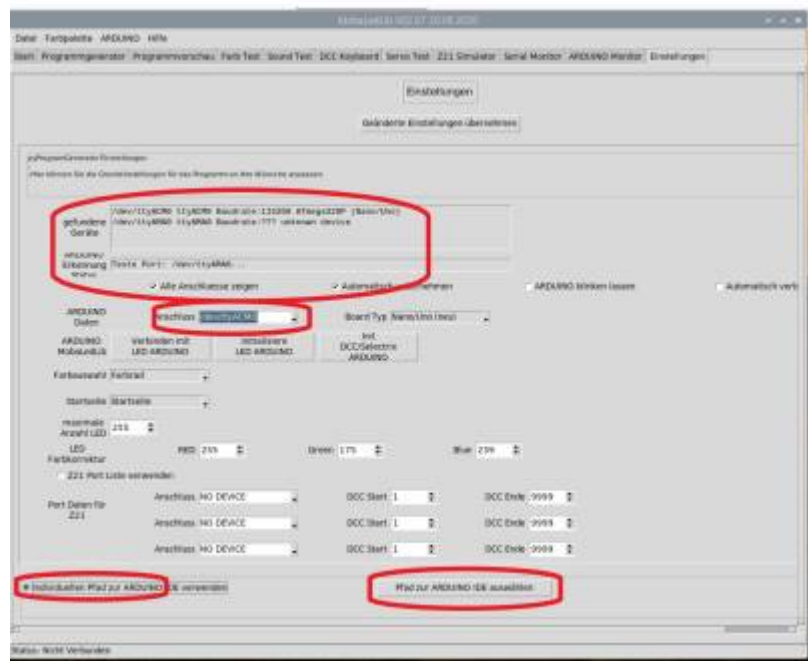 Datei Farbpalette ARDUINO Hilfe
Start Programmgenerator Programmvorschau Farb Test Sound Test DCC Keyboard Servo Test Z21 Simulator Serial Monitor ARDUINO Monitor Einstellungen
Einstellungen
Geänderte Einstellungen übernehmen
gefundene Geräte
/dev/ttyACM0 ttyACM0 Baudrate:115200 ATmega328P (Nano/Uno)
/dev/ttyAMA0 ttyAMA0 Baudrate:??? unknown device
Erkennung
Teste Port: /dev/ttyAMA0...
Alle Anschluesse zeigen Automatisch ARDUINO blinken lassen Automatisch
ARDUINO Daten Anschluss /dev/ttyACM0 Board Typ
ARDUINO MobaLedLib Verbinden mit LED ARDUINO Initialisiere LED ARDUINO Init DCC/Selectrix ARDUINO
Farbauswahl Farbrad
Startseite Startseite
maximale Anzahl LED 255
LED Farbkorrektur RED 255 Green 175 Blue 239
Z21 Port Liste verwenden
Port Daten für Z21
Anschluss NO DEVICE DCC Start 1 DCC Ende 9999
Anschluss NO DEVICE DCC Start 1 DCC Ende 9999
Anschluss NO DEVICE DCC Start 1 DCC Ende 9999
Individuellen Pfad zur ARDUINO IDE verwenden Pfad zur ARDUINO IDE auswählen
Status: Nicht Verbunden